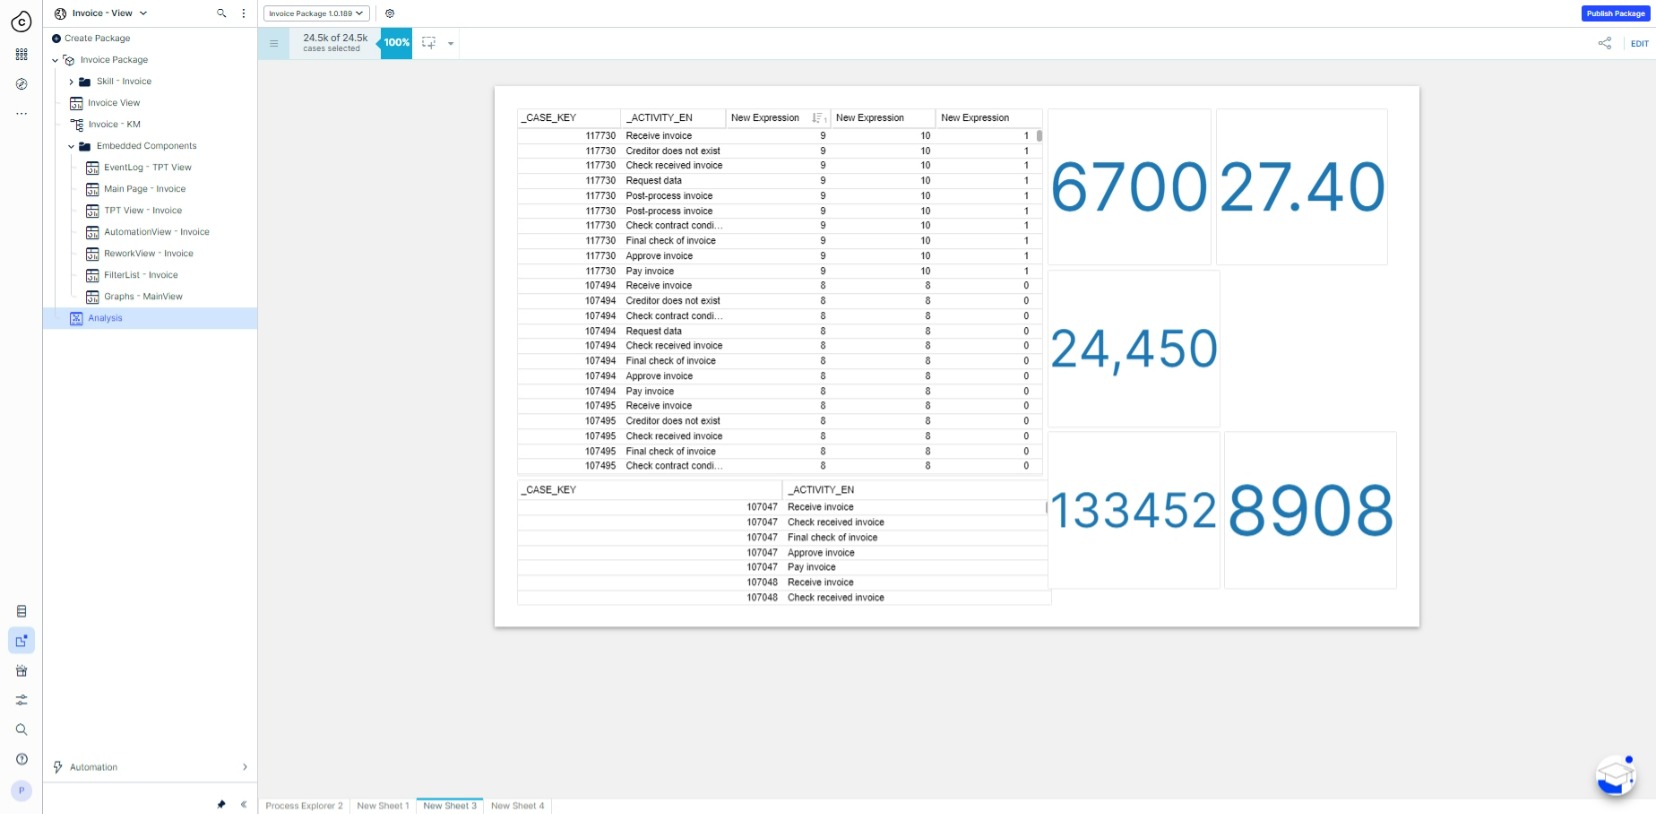 Invoice - View
Invoice Package 1.0.189
Publish Package
Create Package
Invoice Package
Skill - Invoice
Invoice View
Invoice - KM
Embedded Components
EventLog - TPT View
Main Page - Invoice
TPT View - Invoice
AutomationView - Invoice
ReworkView - Invoice
FilterList - Invoice
Graphs - MainView
Analysis
Automation
P
24.5k of 24.5k
cases selected
100%
EDIT
_CASE_KEY _ACTIVITY_EN New Expression 1 New Expression New Expression
117730 Receive invoice 9 10 1
117730 Creditor does not exist 9 10 1
117730 Check received invoice 9 10 1
117730 Request data 9 10 1
117730 Post-process invoice 9 10 1
117730 Post-process invoice 9 10 1
117730 Check contract condi... 9 10 1
117730 Final check of invoice 9 10 1
117730 Approve invoice 9 10 1
117730 Pay invoice 9 10 1
107494 Receive invoice 8 8 0
107494 Creditor does not exist 8 8 0
107494 Check contract condi... 8 8 0
107494 Request data 8 8 0
107494 Check received invoice 8 8 0
107494 Final check of invoice 8 8 0
107494 Approve invoice 8 8 0
107494 Pay invoice 8 8 0
107495 Receive invoice 8 8 0
107495 Creditor does not exist 8 8 0
107495 Check received invoice 8 8 0
107495 Final check of invoice 8 8 0
107495 Check contract condi... 8 8 0
_CASE_KEY _ACTIVITY_EN
107047 Receive invoice
107047 Check received invoice
107047 Final check of invoice
107047 Approve invoice
107047 Pay invoice
107048 Receive invoice
107048 Check received invoice
6700 27.40
24,450
133452 8908
Process Explorer 2 New Sheet 1 New Sheet 3 New Sheet 4